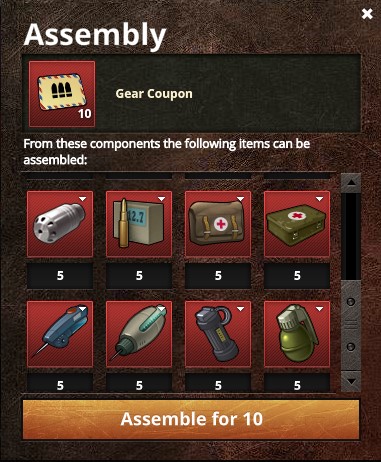 Assembly
10
Gear Coupon
From these components the following items can be
assembled:
12.7
5 5 5 5
5 5 5 5
Assemble for 10